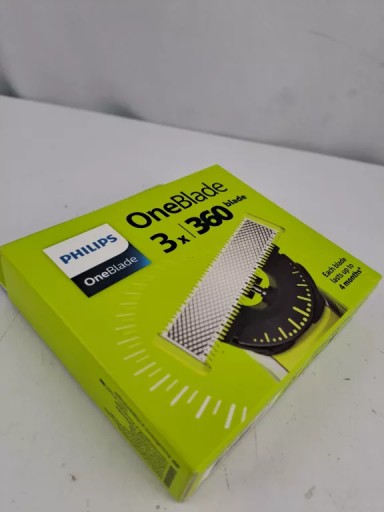 OneBlade
3x | 360 blade
PHILIPS
OneBlade
Each blade
lasts up to
4 months*